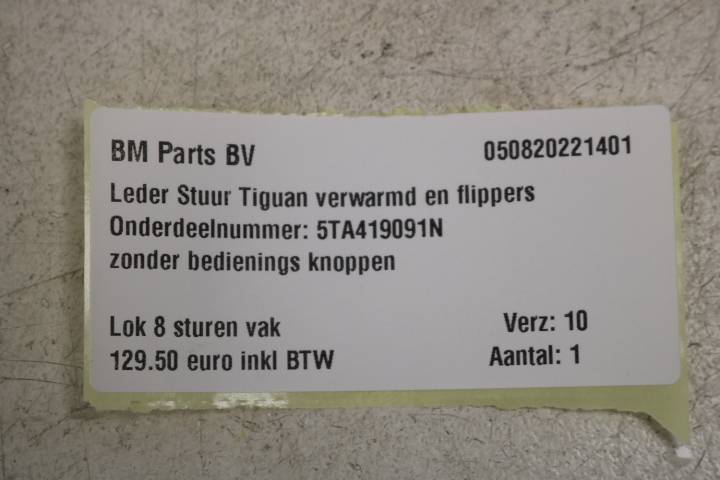 BM Parts BV 050820221401
Leder Stuur Tiguan verwarmd en flippers
Onderdeelnummer: 5TA419091N
zonder bedienings knoppen
Lok 8 sturen vak Verz: 10
129.50 euro inkl BTW Aantal: 1